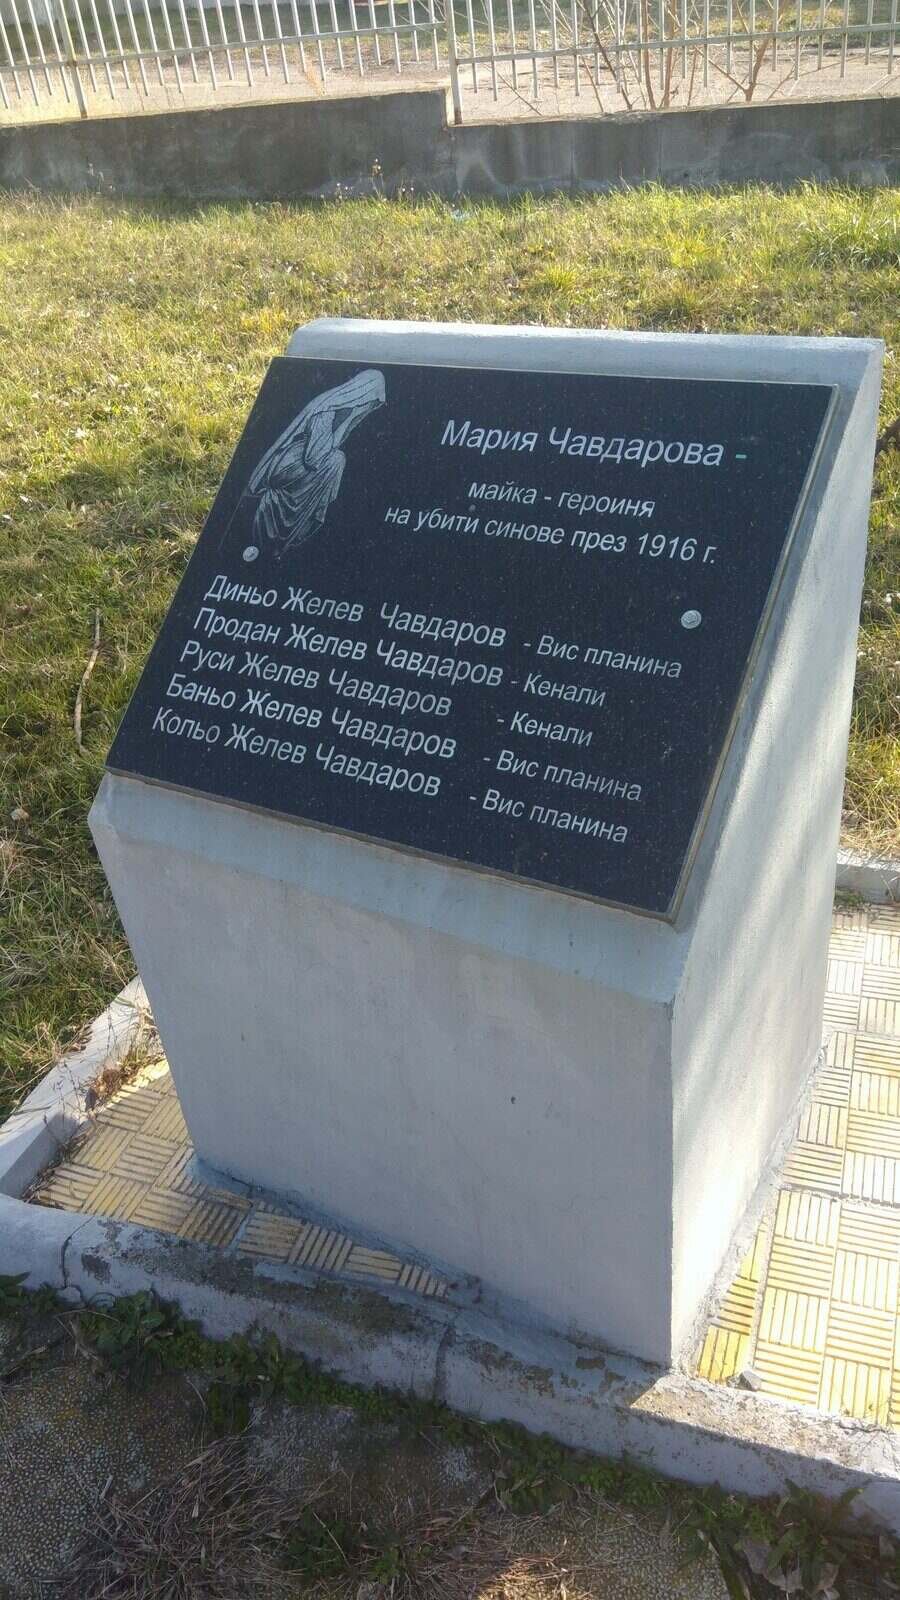 Мария Чавдарова -
майка - героиня
на убити синове през 1916 г.
Диньо Желев Чавдаров - Вис планина
Продан Желев Чавдаров - Кенали
Руси Желев Чавдаров - Кенали
Баньо Желев Чавдаров - Вис планина
Кольо Желев Чавдаров - Вис планина